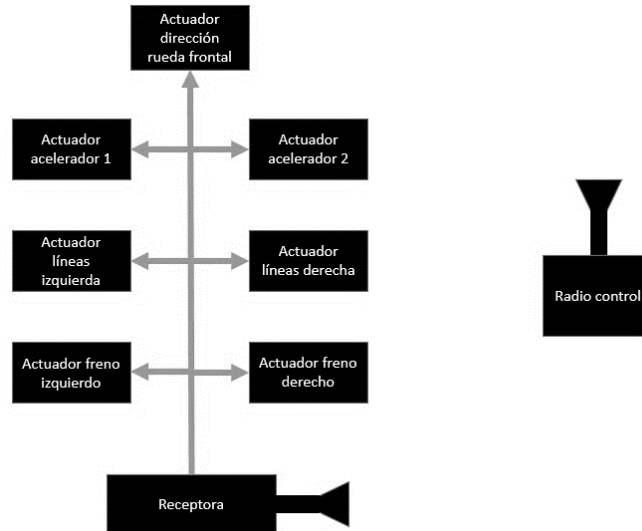 Actuador
dirección
rueda frontal
Actuador
acelerador 1
Actuador
acelerador 2
Actuador
líneas
izquierda
Actuador
líneas derecha
Radio control
Actuador freno
izquierdo
Actuador freno
derecho
Receptora